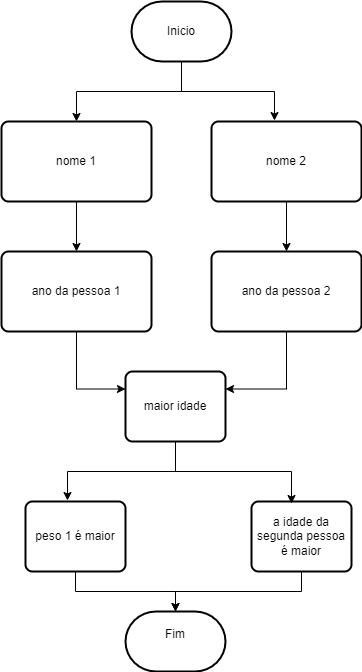 Inicio
nome 1
nome 2
ano da pessoa 1
ano da pessoa 2
maior idade
peso 1 é maior
a idade da
segunda pessoa
é maior
Fim